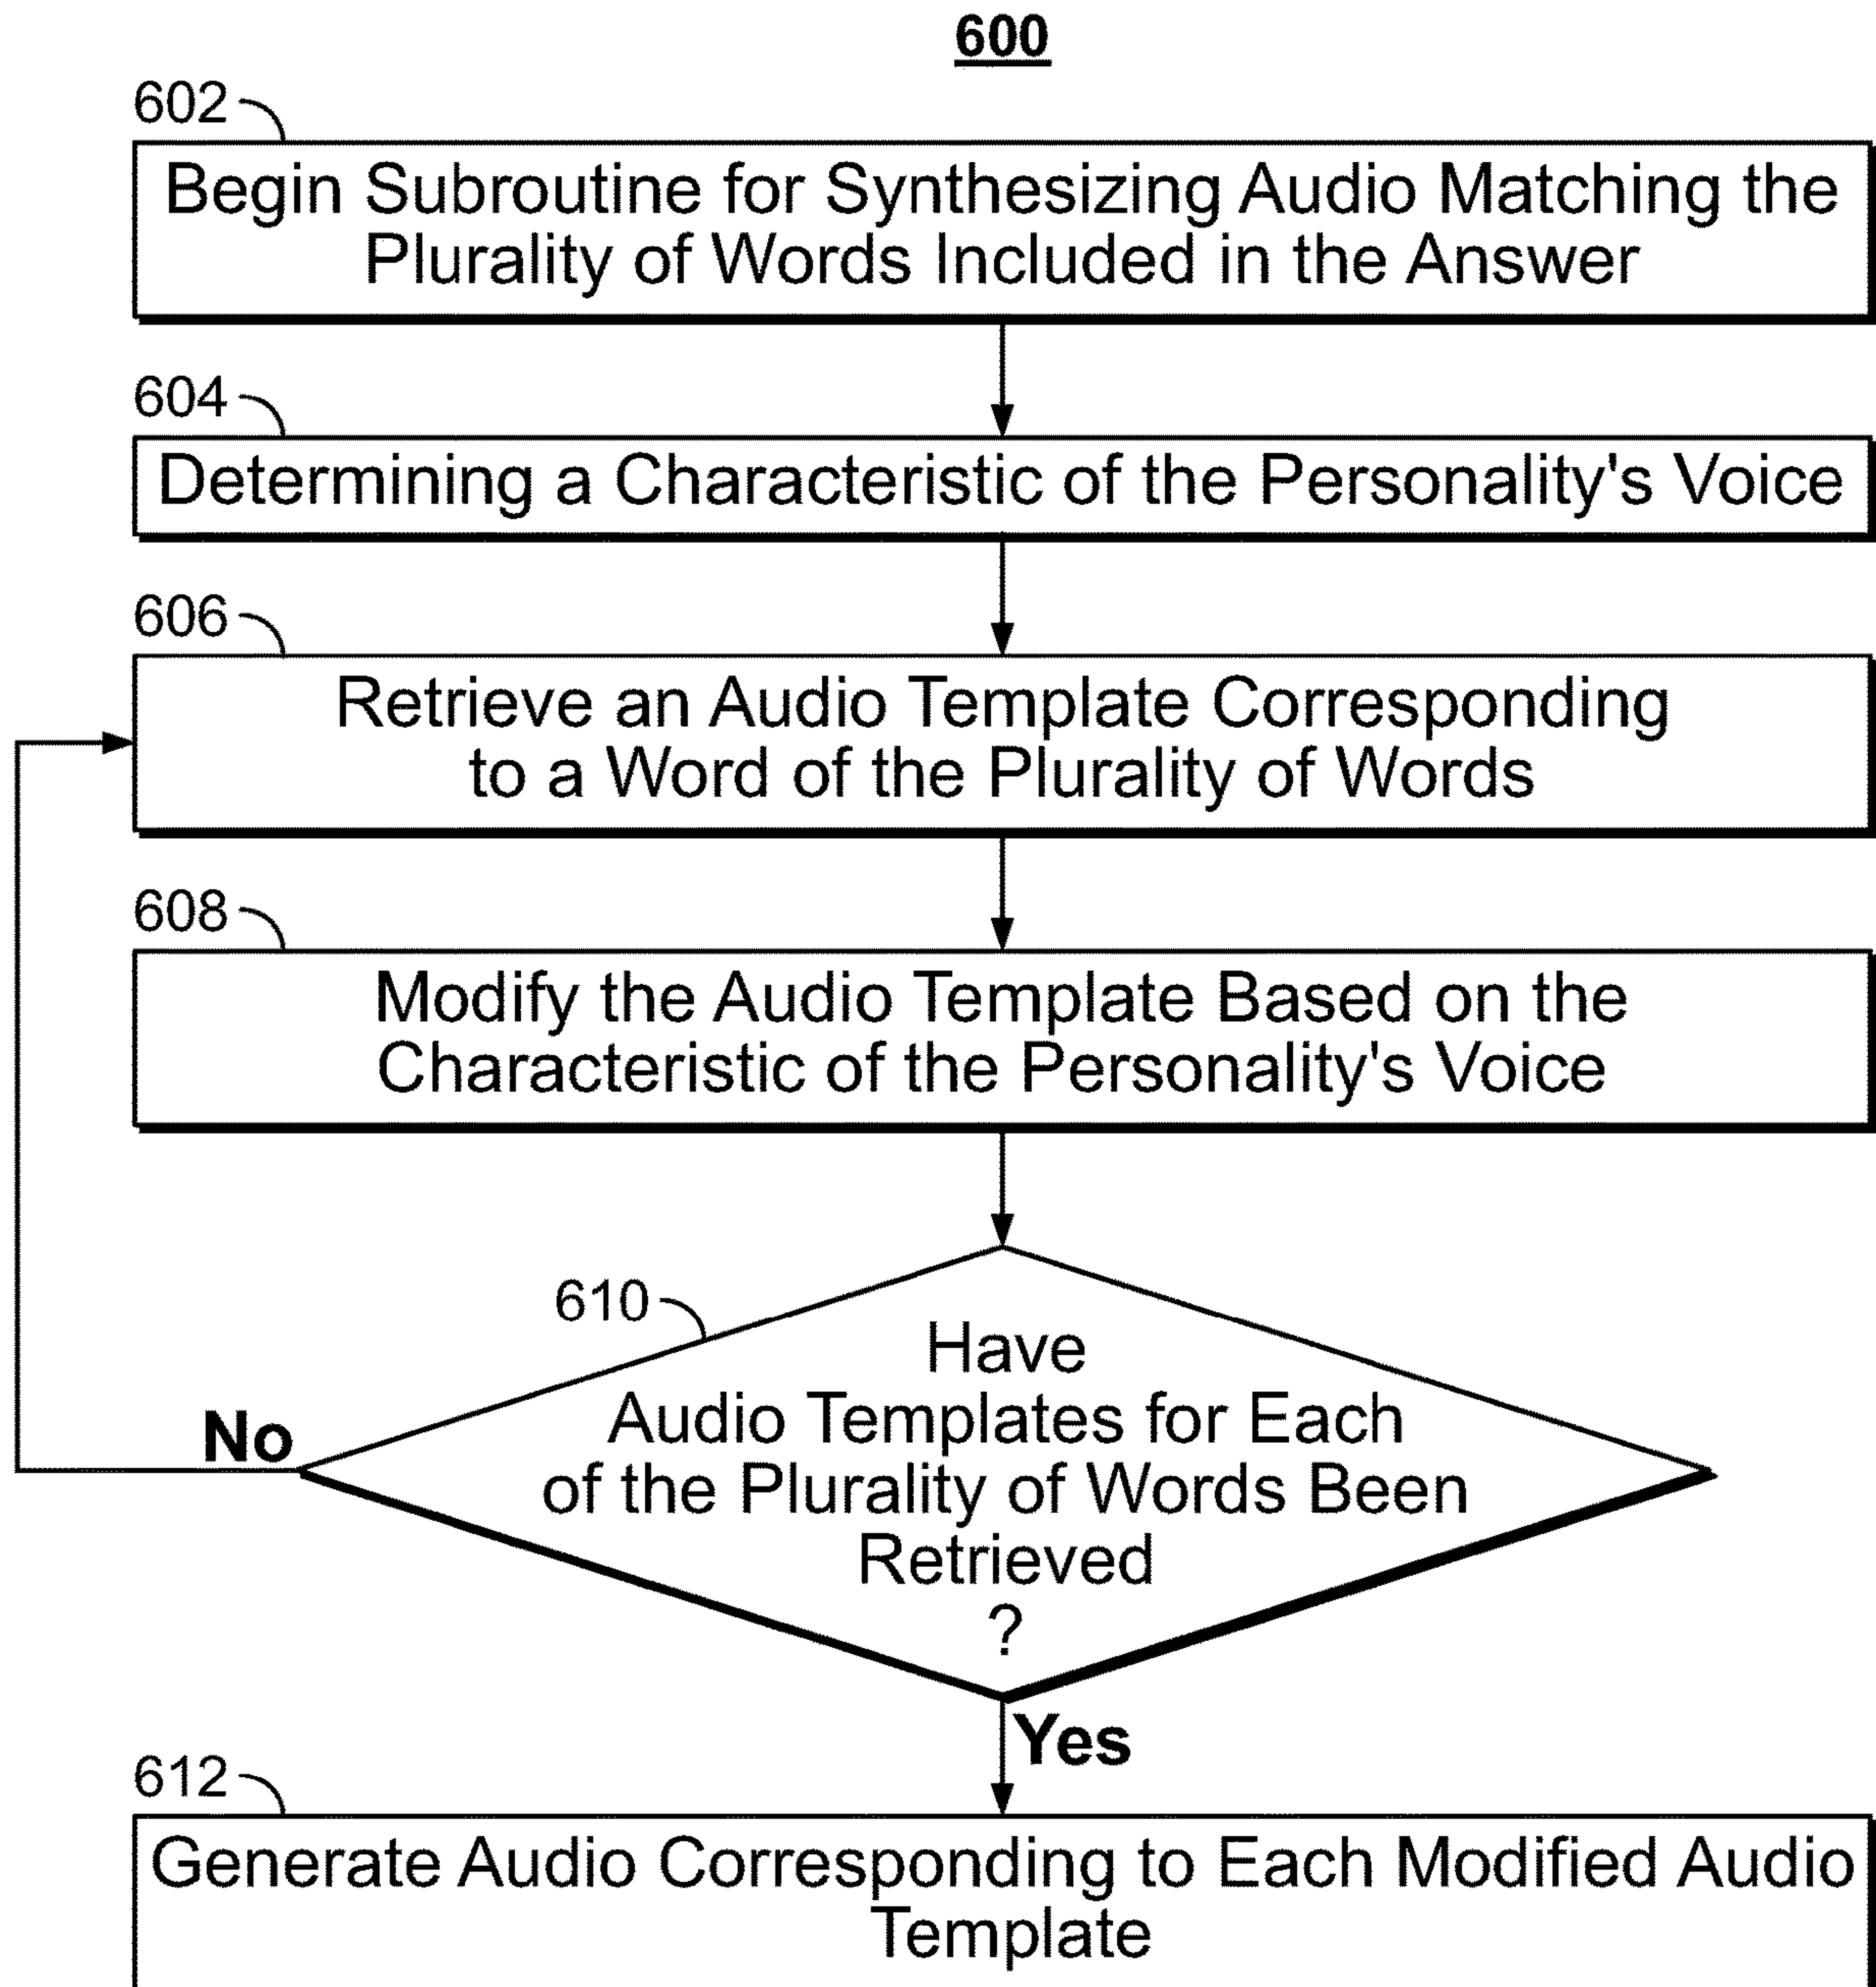 600
602
Begin Subroutine for Synthesizing Audio Matching the
Plurality of Words Included in the Answer
604
Determining a Characteristic of the Personality's Voice
606
Retrieve an Audio Template Corresponding
to a Word of the Plurality of Words
608
Modify the Audio Template Based on the
Characteristic of the Personality's Voice
610
Have
Audio Templates for Each
of the Plurality of Words Been
Retrieved
?
No
Yes
612
Generate Audio Corresponding to Each Modified Audio
Template